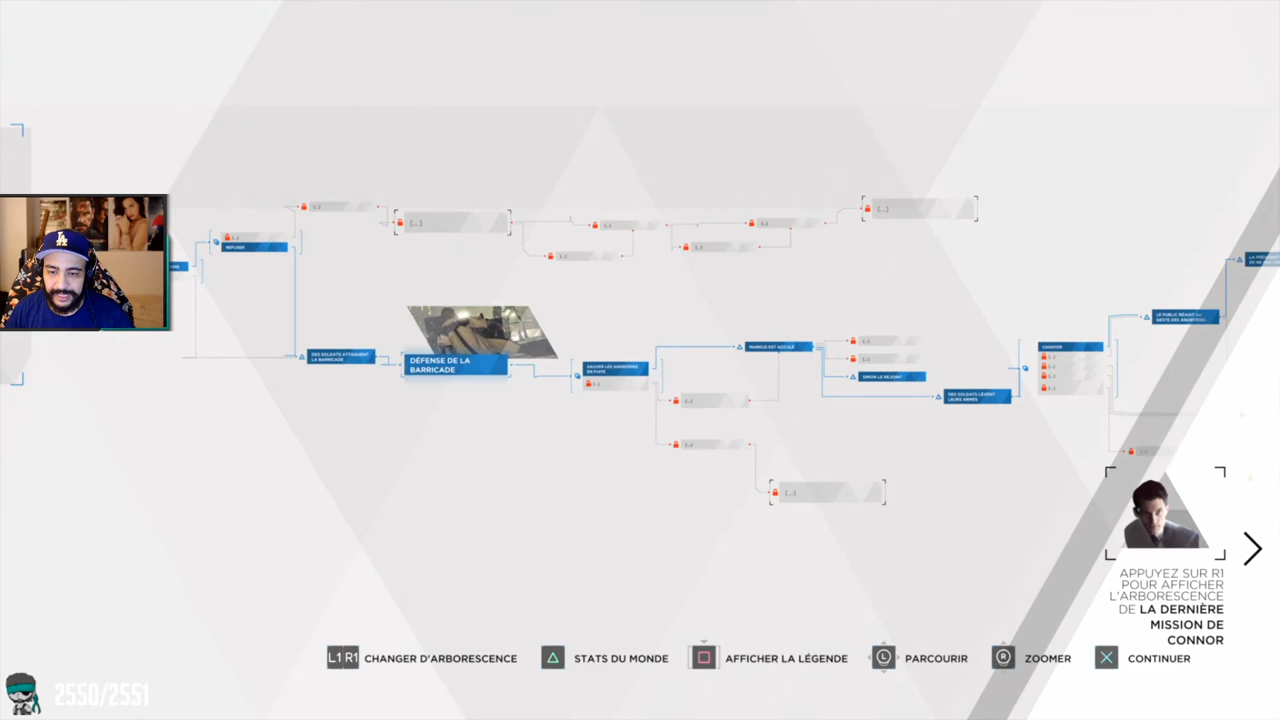 [...]
[...]
[...]
REFUSER
[...]
[...]
[...]
[...]
[...]
[...]
LE PUBLIC RÉAGIT AU
GESTE DES ANDROÏDES
DES SOLDATS ATTAQUENT
LA BARRICADE
DÉFENSE DE LA
BARRICADE
SAUVER LES ANDROÏDES
EN FUITE
[...]
MARKUS EST ACCULÉ
[...]
[...]
SIMON LE REJOINT
DES SOLDATS LÈVENT
LEURS ARMES
CHANTER
[...]
[...]
[...]
[...]
[...]
[...]
[...]
[...]
APPUYEZ SUR R1
POUR AFFICHER
L'ARBORESCENCE
DE LA DERNIÈRE
MISSION DE
CONNOR
L1 R1 CHANGER D'ARBORESCENCE
STATS DU MONDE
AFFICHER LA LÉGENDE
L PARCOURIR
R ZOOMER
CONTINUER
2550/2551
LA